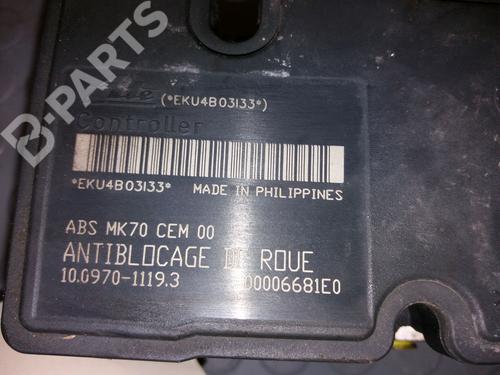 B-PARTS
Ate (*EKU4B03133*)
Controller
*EKU4B03133* MADE IN PHILIPPINES
ABS MK70 CEM 00
ANTIBLOCAGE DE ROUE
10.0970-1119.3 00006681E0